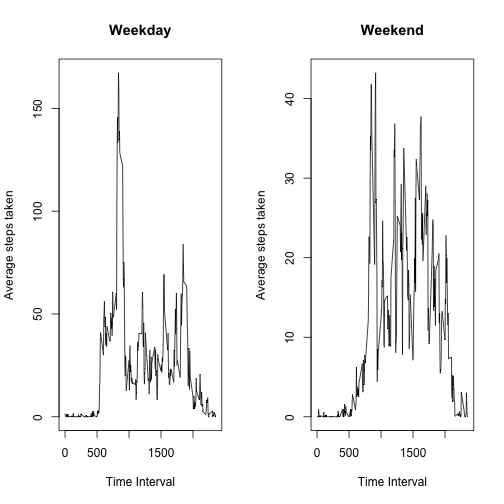 Weekday
Average steps taken
150
100
50
0
0 500 1500
Time Interval
Weekend
Average steps taken
40
30
20
10
0
0 500 1500
Time Interval